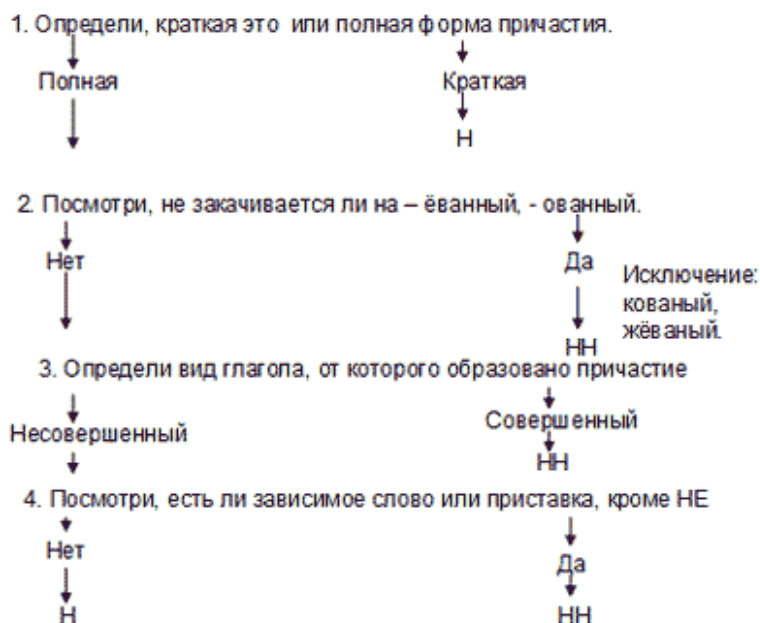 1. Определи, краткая это или полная форма причастия.
Полная Краткая
Н
2. Посмотри, не закачивается ли на – ёванный, - ованный.
Нет Да
Исключение:
кованый,
жёваный.
НН
3. Определи вид глагола, от которого образовано причастие
Несовершенный Совершенный
НН
4. Посмотри, есть ли зависимое слово или приставка, кроме НЕ
Нет Да
Н НН